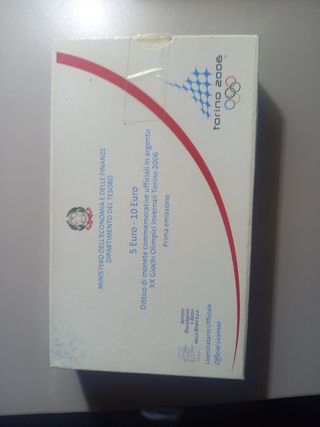 torino 2006
MINISTERO DELL'ECONOMIA E DELLE FINANZE
DIPARTIMENTO DEL TESORO
5 Euro - 10 Euro
Dittico di monete commemorative ufficiali in argento
XX Giochi Olimpici Invernali Torino 2006
Prima emissione
Licenziatario Ufficiale
Official Licensee